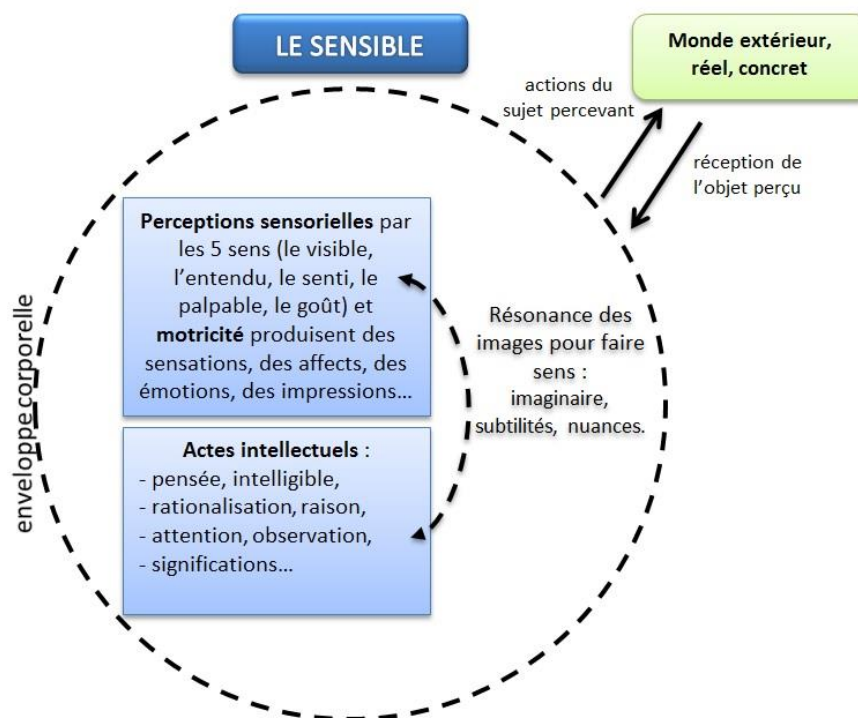 LE SENSIBLE
Monde extérieur,
réel, concret
actions du
sujet percevant
réception de
l'objet perçu
Perceptions sensorielles par
les 5 sens (le visible,
l'entendu, le senti, le
palpable, le goût) et
motricité produisent des
sensations, des affects, des
émotions, des impressions...
Résonance des
images pour faire
sens :
imaginaire,
subtilités, nuances.
Actes intellectuels :
- pensée, intelligible,
- rationalisation, raison,
- attention, observation,
- significations...
enveloppe corporelle